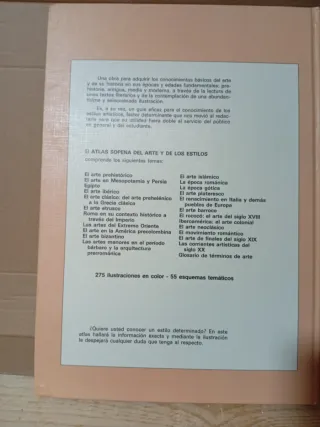 Una obra para adquirir los conocimientos básicos del arte
y de su historia en sus épocas y edades fundamentales: pre-
historia, antigua, media y moderna, a través de la lectura de
unos textos
y de la contemplación de una abundan-
tísima y seleccionada ilustración.
Es, a su vez, un guía eficaz para el conocimiento de los
estilos artísticos, factor determinante que nos movió al redac-
tarla para que su utilidad fuera doble al servicio del público
en general y del estudiante.
El ATLAS SOPENA DEL ARTE Y DE LOS ESTILOS
comprende los siguientes temas:
El arte prehistórico
El arte en Mesopotamia y Persia
Egipto
El arte ibérico
El arte clásico: del arte prehelénico
a la Grecia clásica
El arte etrusco
Roma en su contexto histórico a
través del Imperio
Las artes del Extremo Oriente
El arte en la América precolombina
El arte bizantino
Las artes menores en el período
bárbaro y la arquitectura
prerrománica
El arte islámico
La época románica
La época gótica
El arte plateresco
El renacimiento en Italia y demás
pueblos de Europa
El arte barroco
El rococó: el arte del siglo XVIII
Iberoamérica: el arte colonial
El arte neoclásico
El movimiento romántico
El arte de finales del siglo XIX
Las corrientes artísticas del
siglo XX
Glosario de términos de arte
275 ilustraciones en color - 55 esquemas temáticos
¿Quiere usted conocer un estilo determinado? En este
atlas hallará la información exacta y mediante la ilustración
le despejará cualquier duda que tenga al respecto.